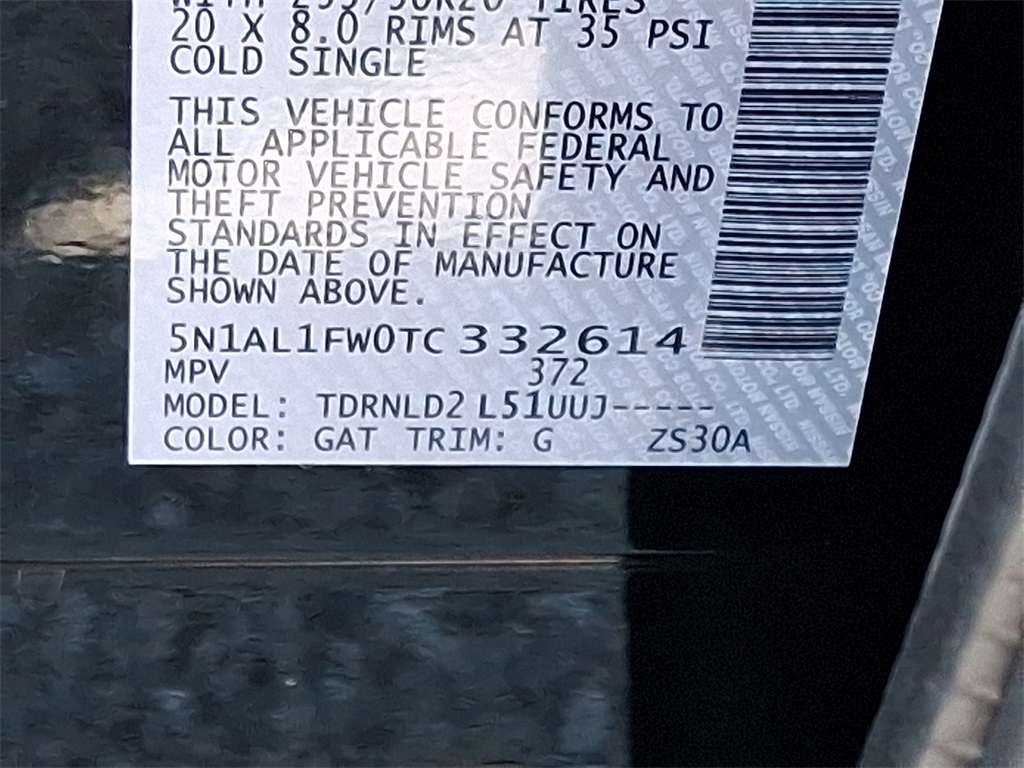 20 X 8.0 RIMS AT 35 PSI
COLD SINGLE
THIS VEHICLE CONFORMS TO
ALL APPLICABLE FEDERAL
MOTOR VEHICLE SAFETY AND
THEFT PREVENTION
STANDARDS IN EFFECT ON
THE DATE OF MANUFACTURE
SHOWN ABOVE.
5N1AL1FW0TC332614
MPV 372
MODEL: TDRNLD2 L51UUJ-----
COLOR: GAT TRIM: G ZS30A